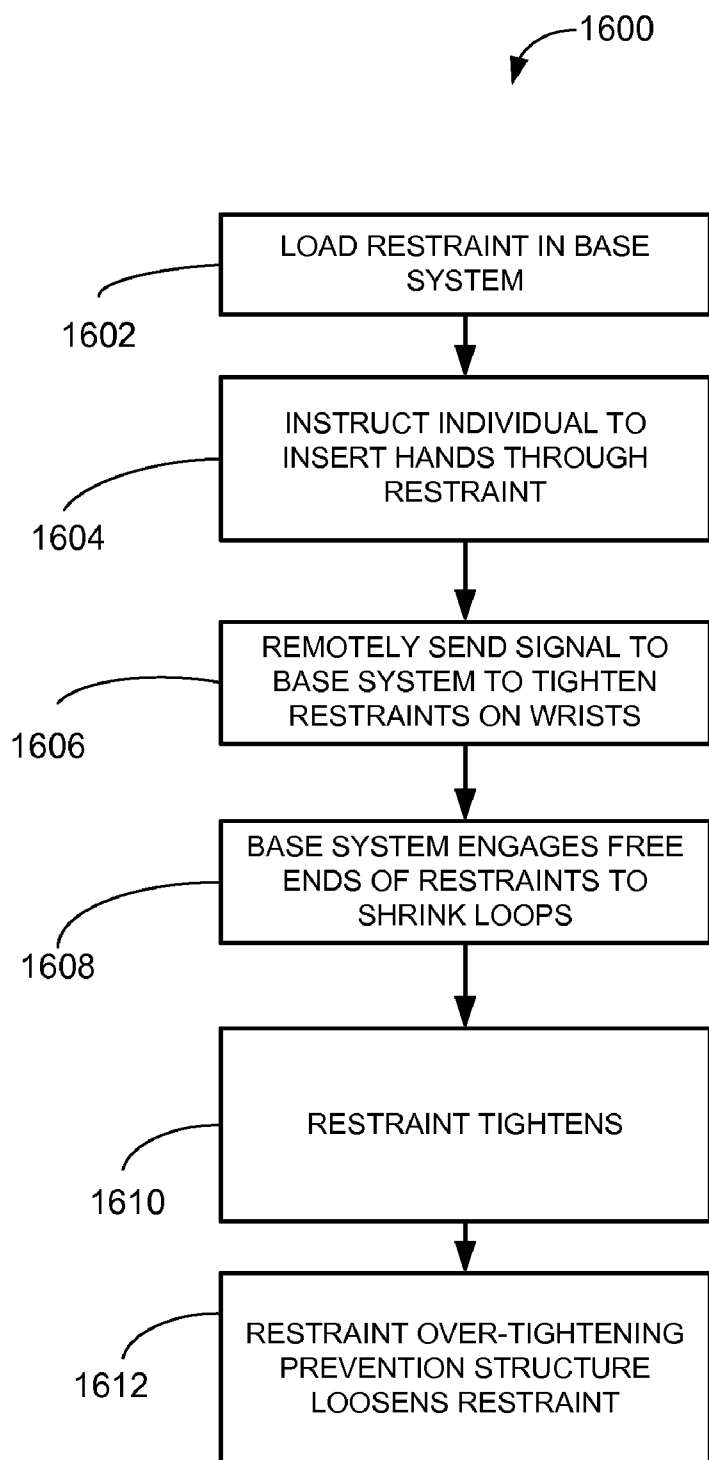 1600
LOAD RESTRAINT IN BASE
SYSTEM
1602
INSTRUCT INDIVIDUAL TO
INSERT HANDS THROUGH
RESTRAINT
1604
REMOTELY SEND SIGNAL TO
BASE SYSTEM TO TIGHTEN
RESTRAINTS ON WRISTS
1606
BASE SYSTEM ENGAGES FREE
ENDS OF RESTRAINTS TO
SHRINK LOOPS
1608
RESTRAINT TIGHTENS
1610
RESTRAINT OVER-TIGHTENING
PREVENTION STRUCTURE
LOOSENS RESTRAINT
1612